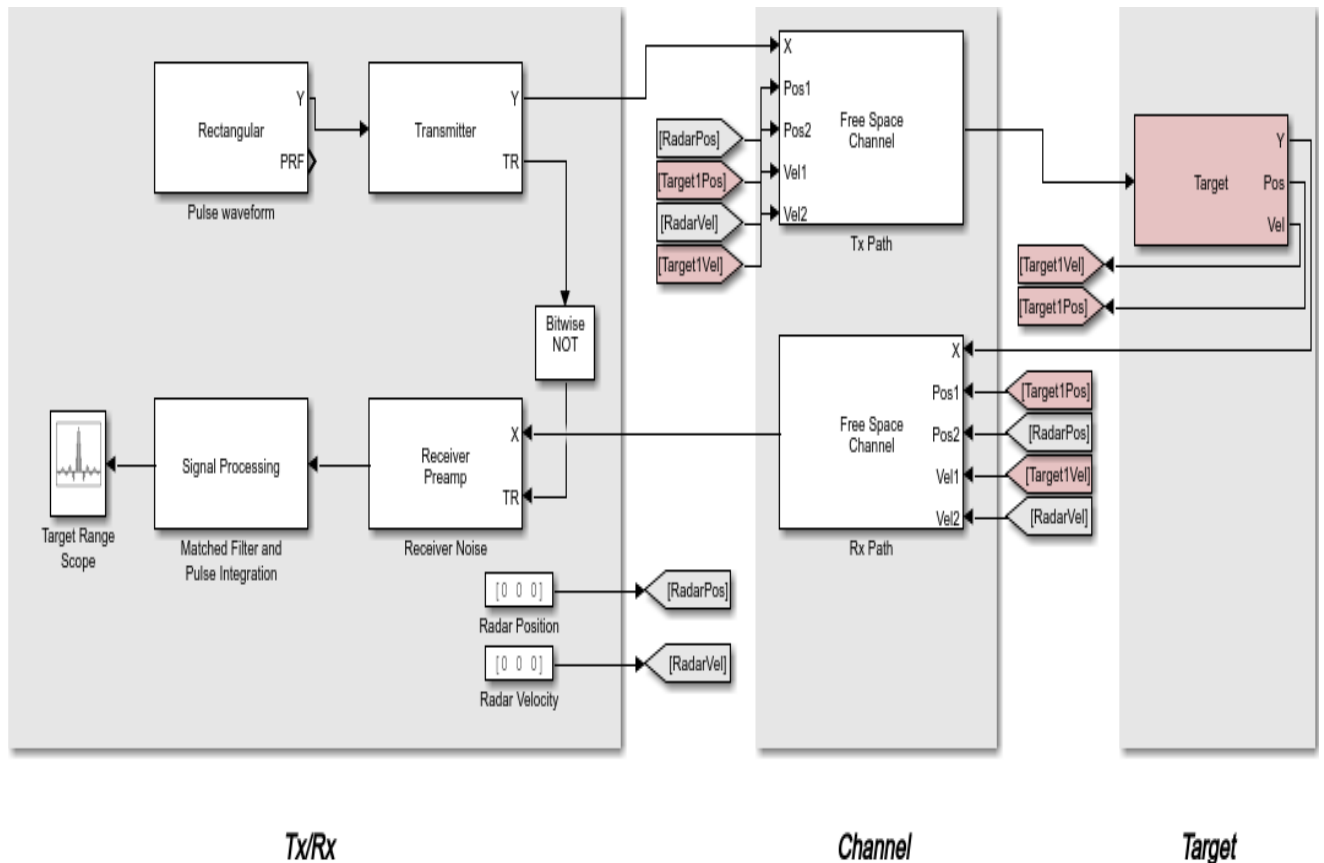 Y
Rectangular
PRF
Pulse waveform
Transmitter
Y
TR
X
Pos1
Pos2
Vel1
Vel2
Free Space
Channel
Tx Path
[RadarPos]
[Target1Pos]
[RadarVel]
[Target1Vel]
Target
Y
Pos
Vel
[Target1Vel]
[Target1Pos]
Bitwise
NOT
X
Pos1
Pos2
Vel1
Vel2
Free Space
Channel
Rx Path
[Target1Pos]
[RadarPos]
[Target1Vel]
[RadarVel]
Target Range
Scope
Signal Processing
Matched Filter and
Pulse Integration
Receiver
Preamp
X
TR
Receiver Noise
[0 0 0]
Radar Position
[RadarPos]
[0 0 0]
Radar Velocity
[RadarVel]
Tx/Rx
Channel
Target